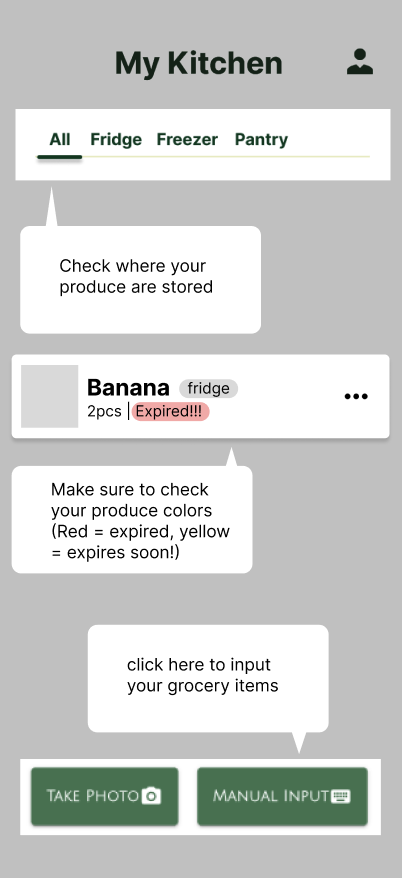 My Kitchen
All Fridge Freezer Pantry
Check where your
produce are stored
Banana fridge
2pcs |Expired!!!
Make sure to check
your produce colors
(Red = expired, yellow
= expires soon!)
click here to input
your grocery items
Take Photo Manual Input